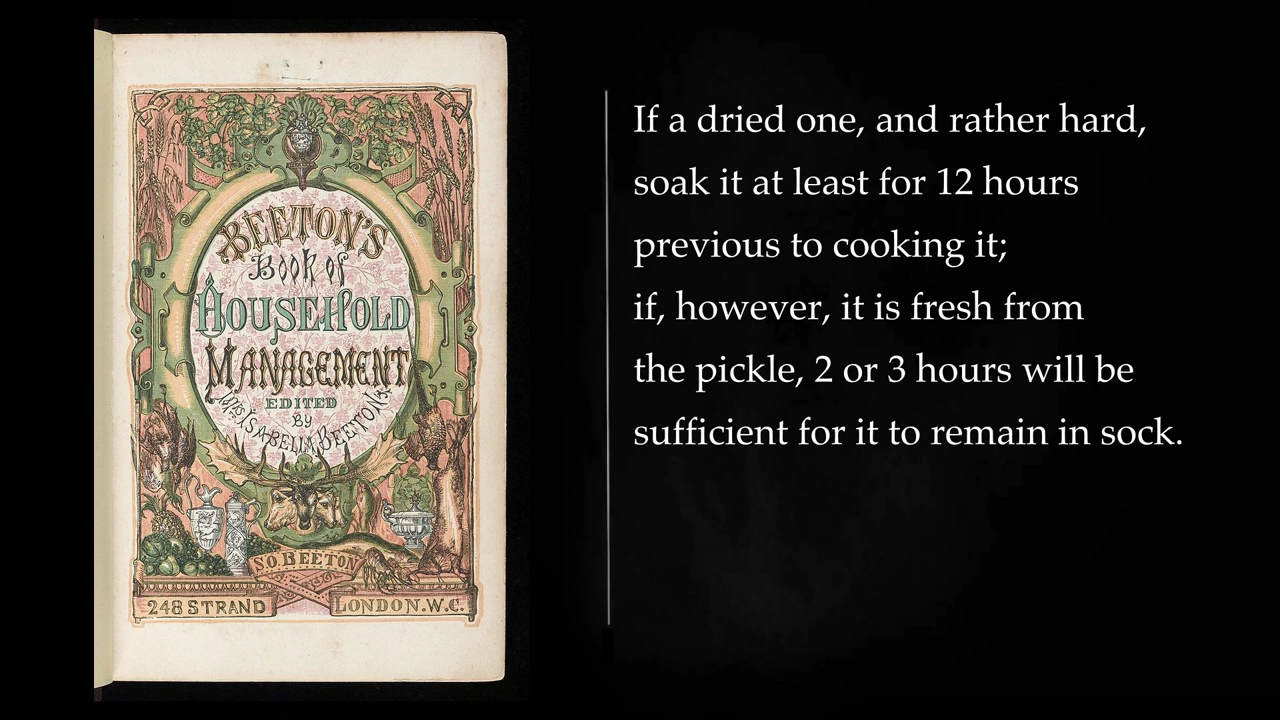 BEETON'S
Book of
HOUSEHOLD
MANAGEMENT
EDITED
BY
MRS ISABELLA BEETON
S.O. BEETON
248 STRAND
LONDON. W.C.
If a dried one, and rather hard,
soak it at least for 12 hours
previous to cooking it;
if, however, it is fresh from
the pickle, 2 or 3 hours will be
sufficient for it to remain in sock.